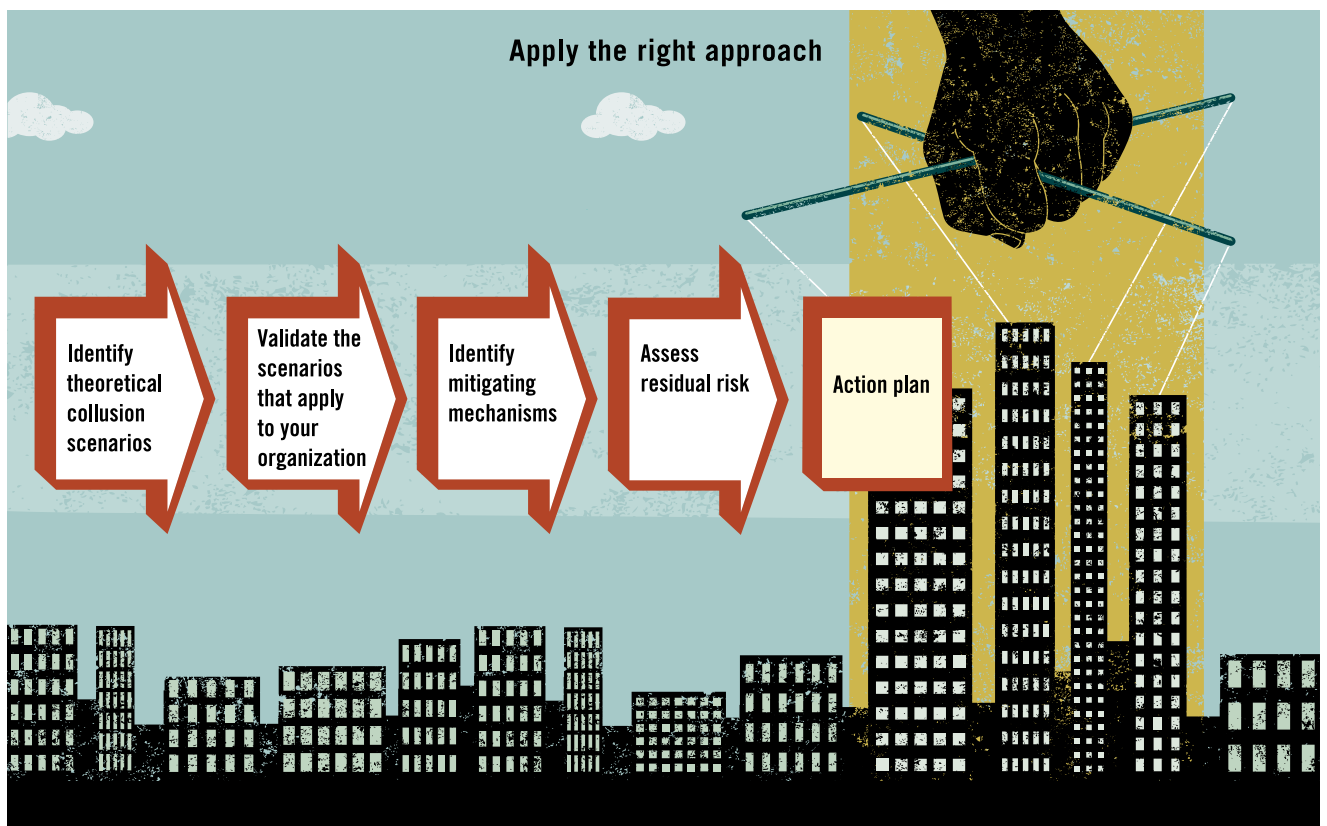 Apply the right approach
Identify
theoretical
collusion
scenarios
Validate the
scenarios
that apply
to your
organization
Identify
mitigating
mechanisms
Assess
residual risk
Action plan